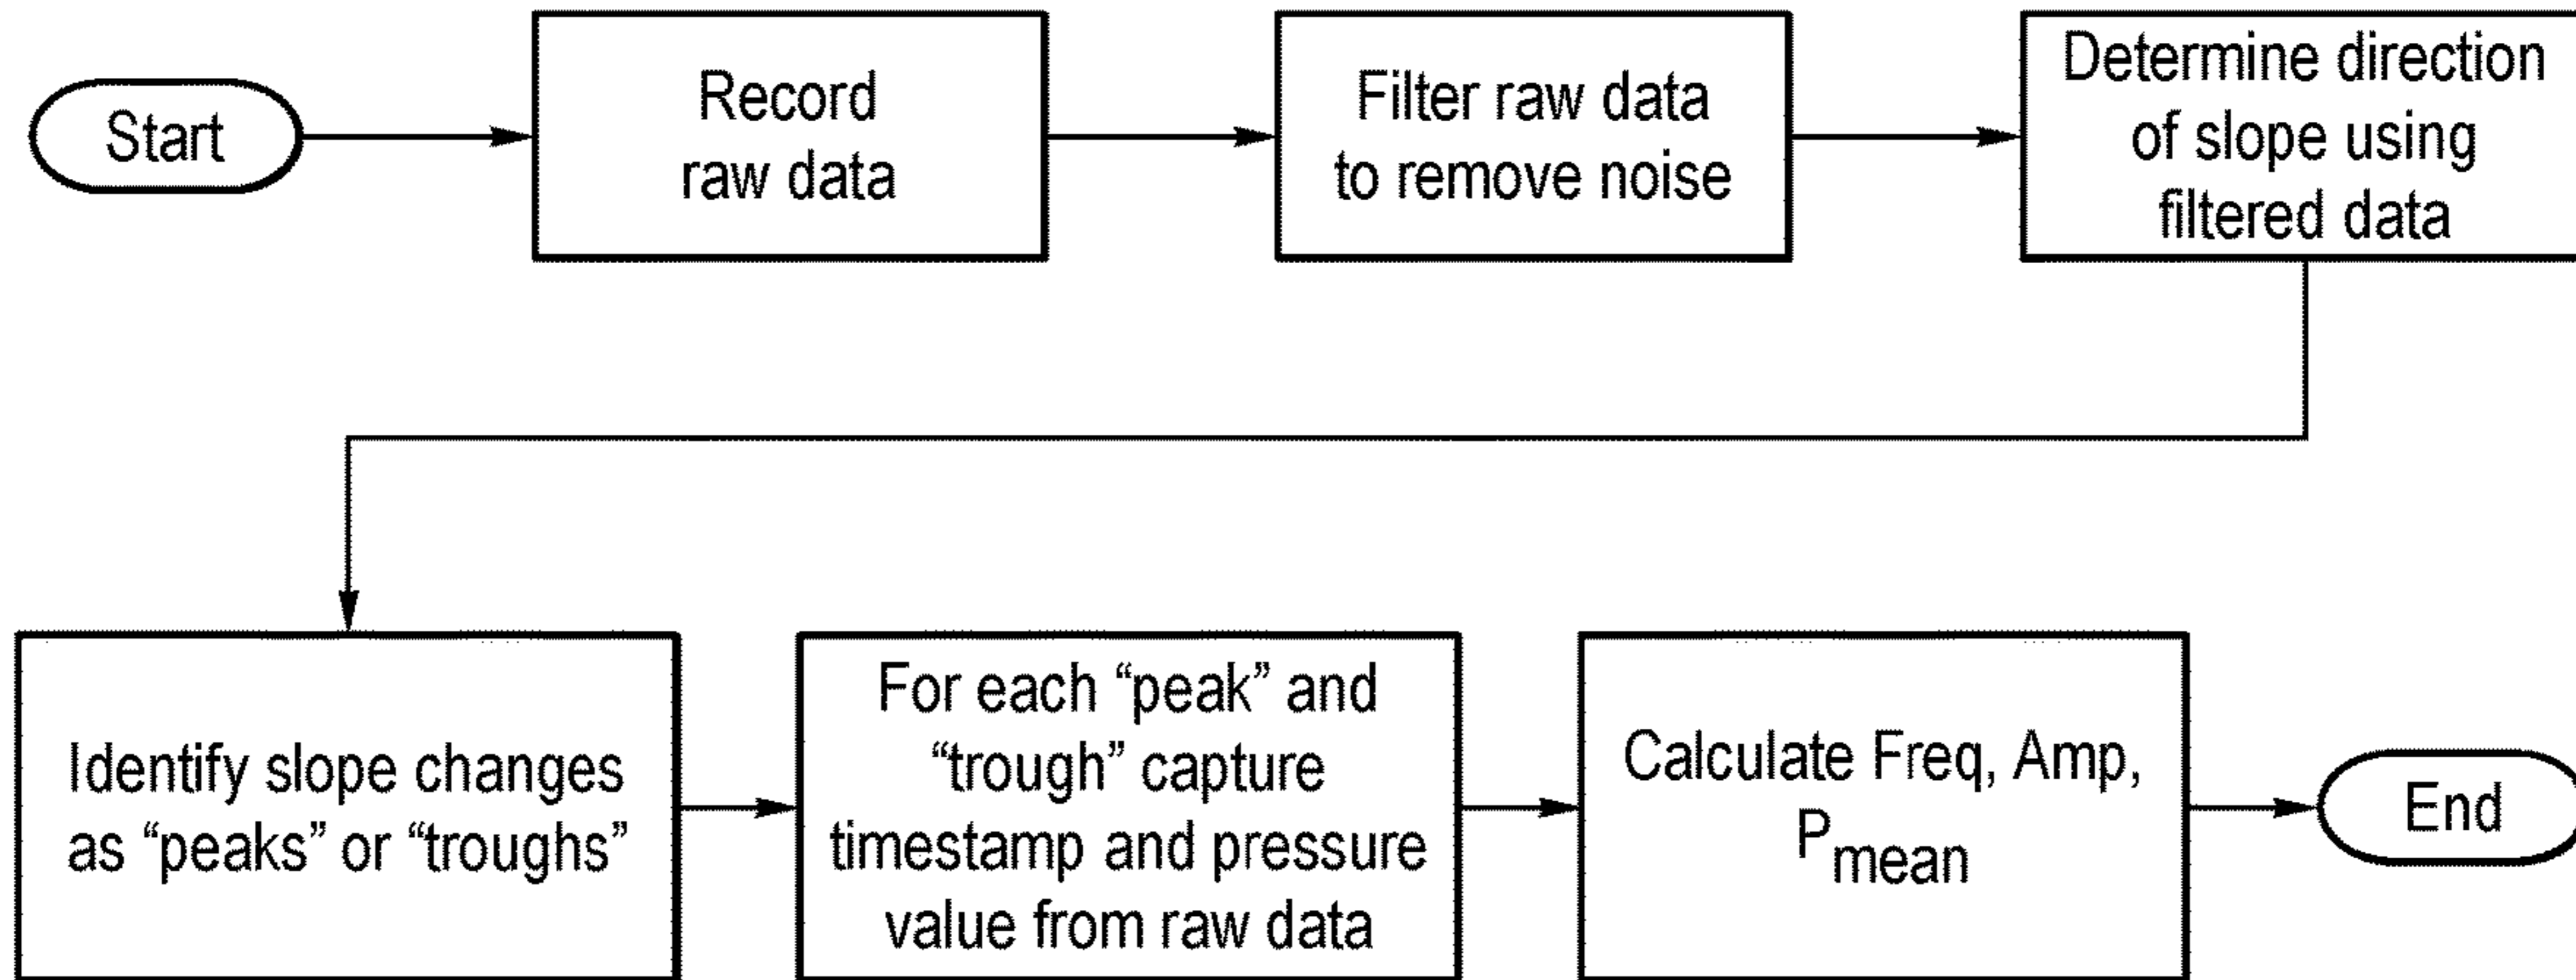 Start
Record
raw data
Filter raw data
to remove noise
Determine direction
of slope using
filtered data
Identify slope changes
as “peaks” or “troughs”
For each “peak” and
“trough” capture
timestamp and pressure
value from raw data
Calculate Freq, Amp,
Pmean
End